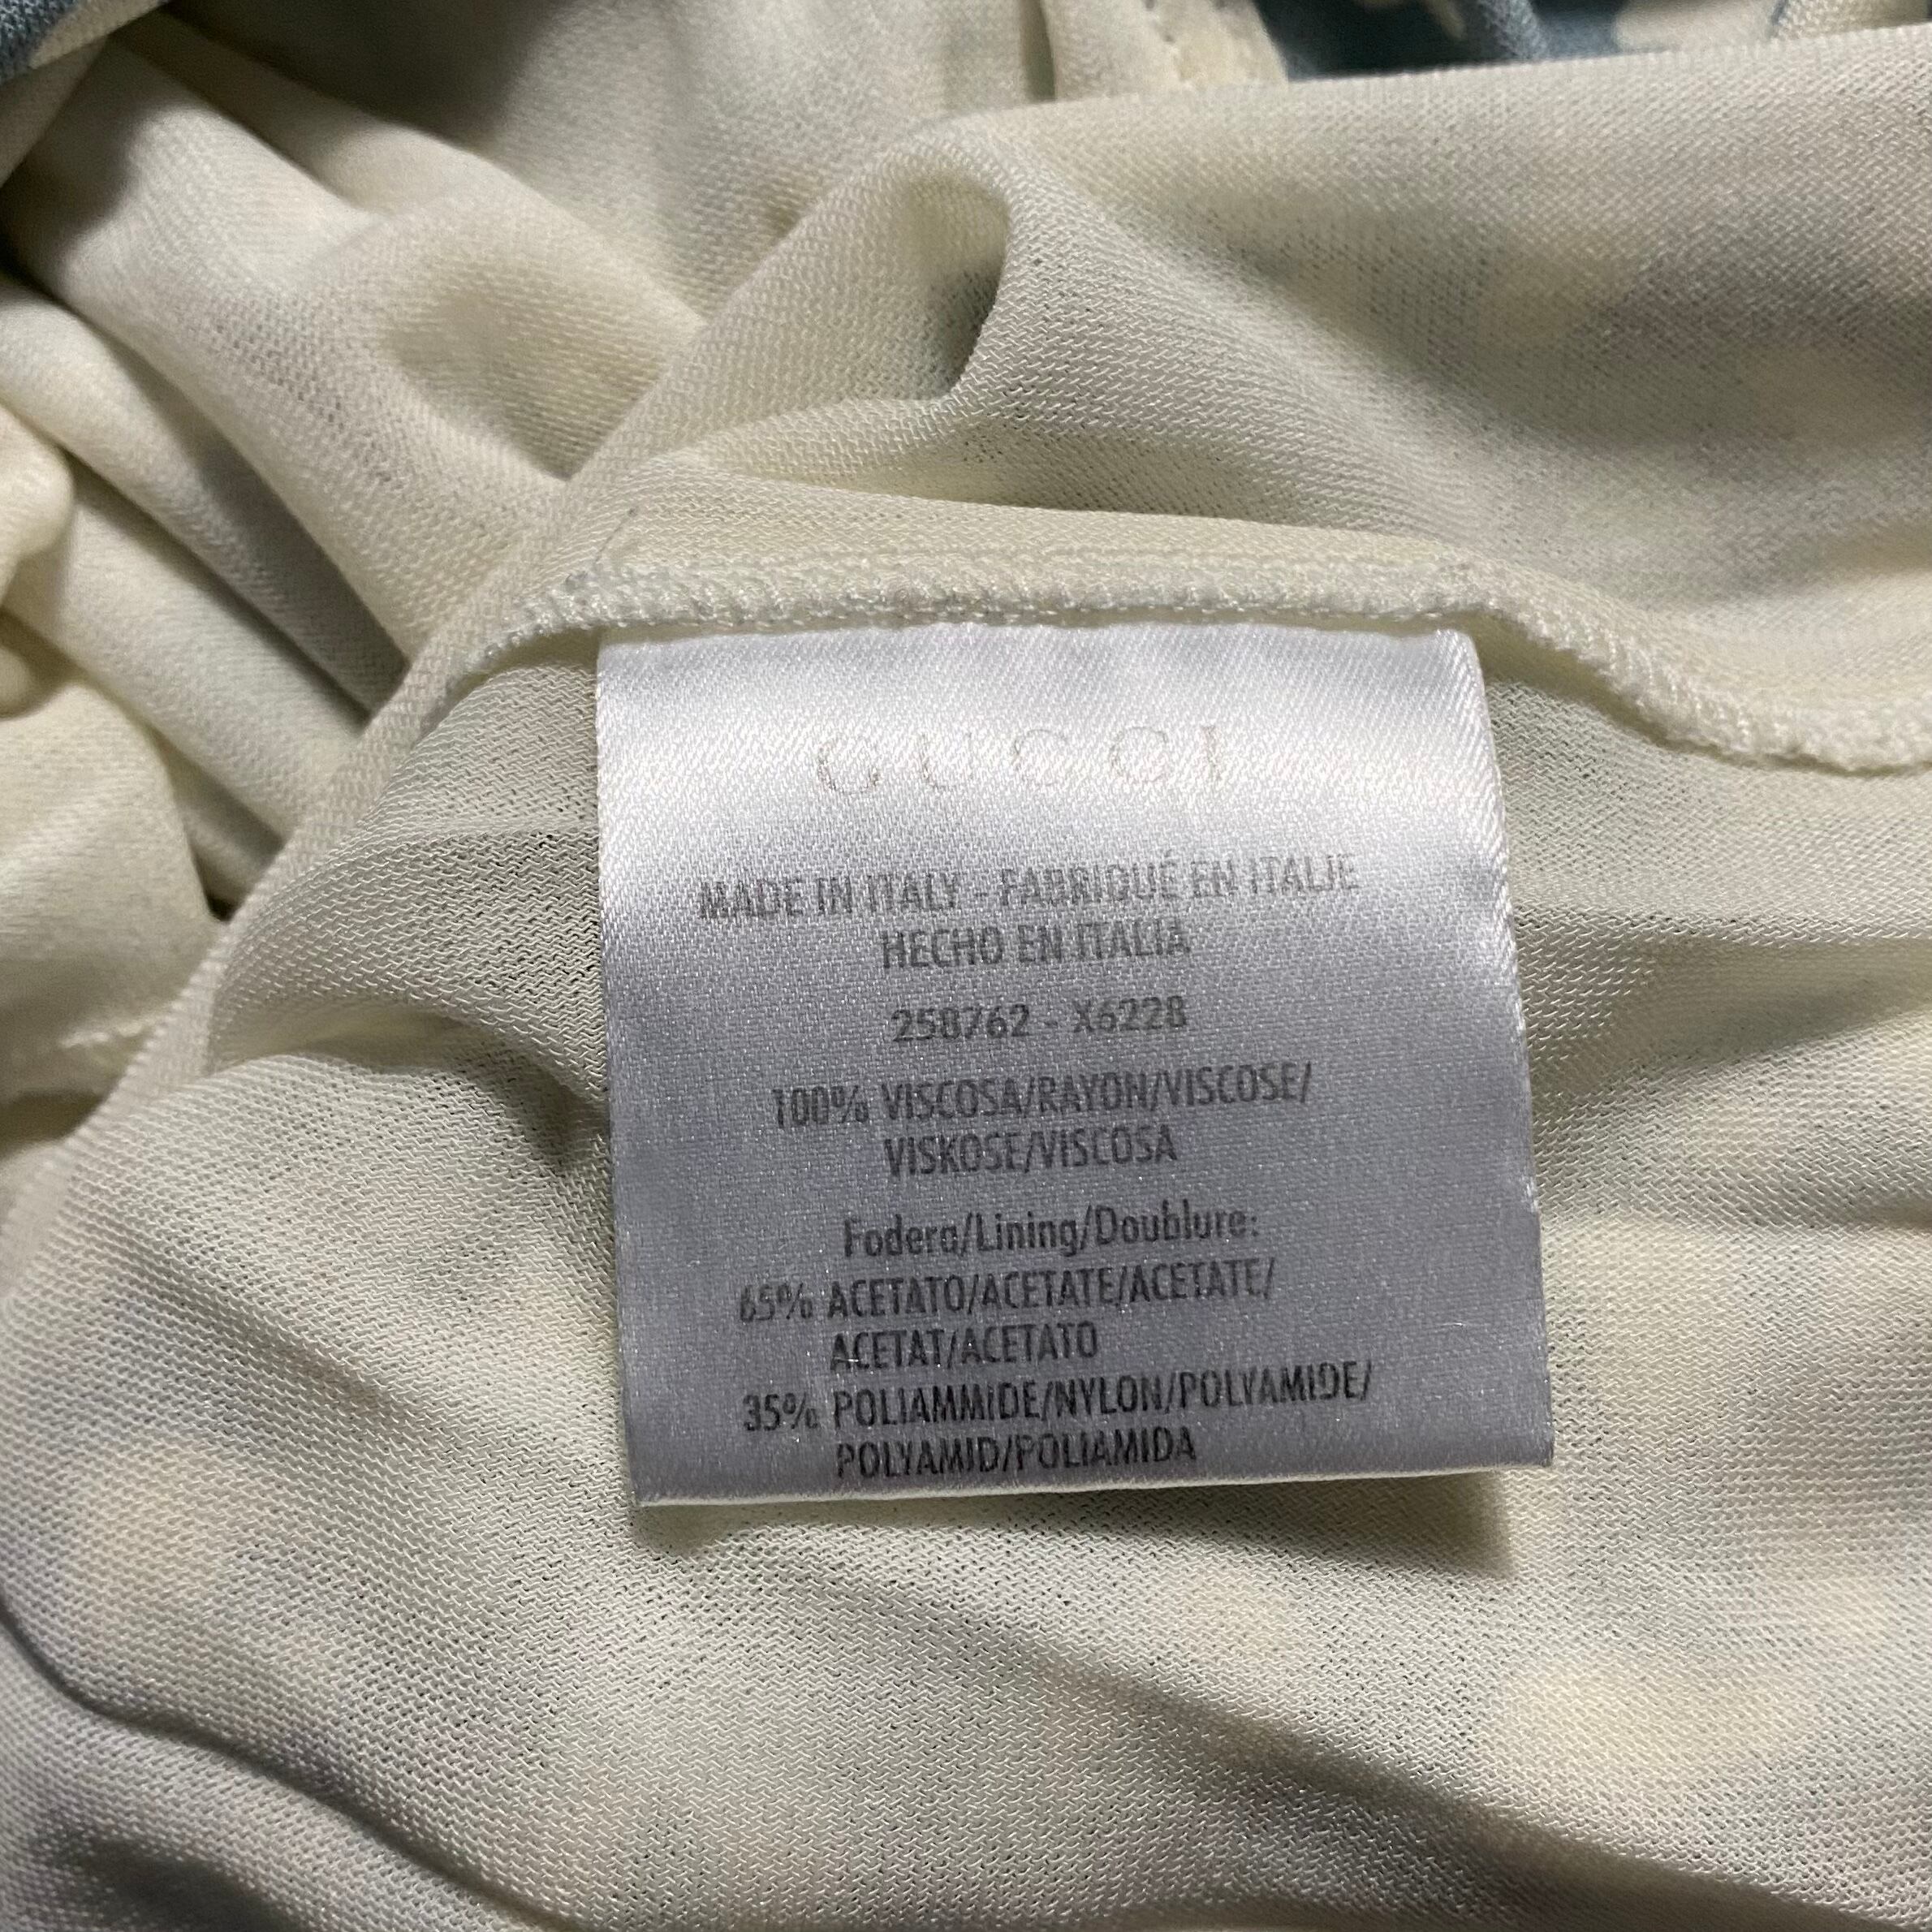 GUCCI
MADE IN ITALY - FABRIQUÉ EN ITALIE
HECHO EN ITALIA
258762 - X6228
100% VISCOSA/RAYON/VISCOSE/
VISKOSE/VISCOSA
Fodera/Lining/Doublure:
65% ACETATO/ACETATE/ACETATE/
ACETAT/ACETATO
35% POLIAMMIDE/NYLON/POLYAMIDE/
POLYAMID/POLIAMIDA